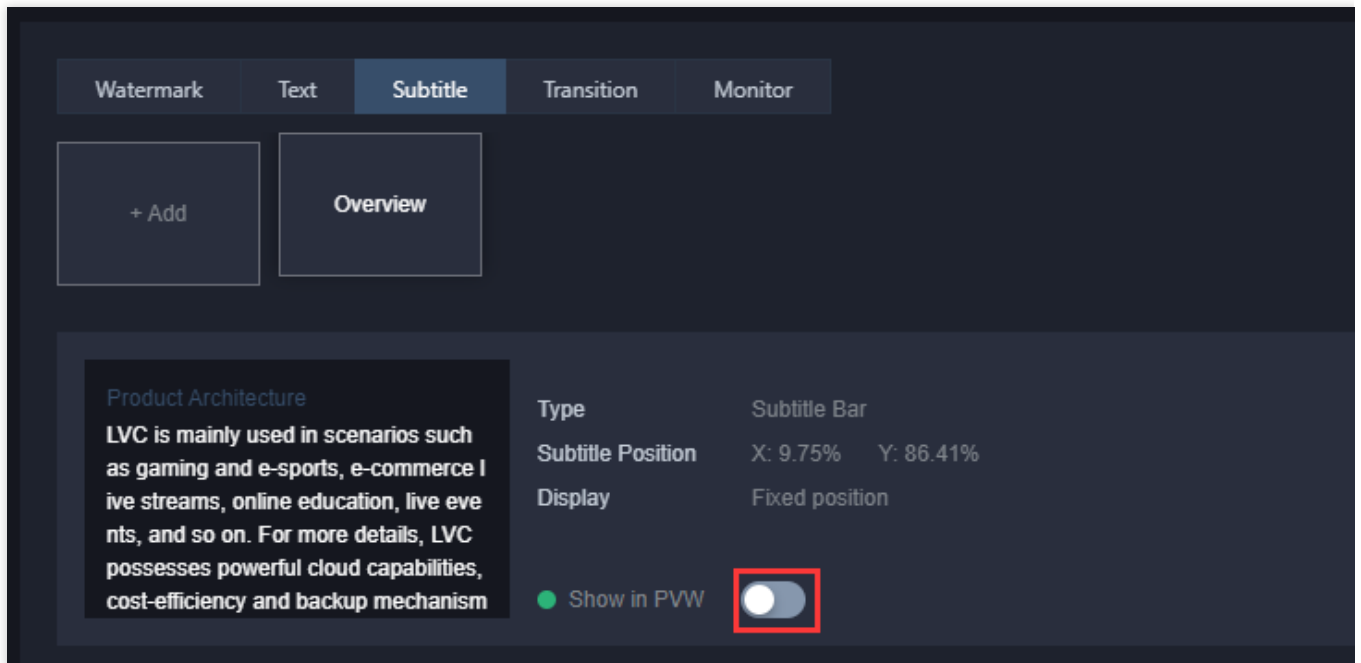 Watermark Text Subtitle Transition Monitor
+ Add
Overview
Product Architecture
LVC is mainly used in scenarios such
as gaming and e-sports, e-commerce l
ive streams, online education, live eve
nts, and so on. For more details, LVC
possesses powerful cloud capabilities,
cost-efficiency and backup mechanism
Type Subtitle Bar
Subtitle Position X: 9.75% Y: 86.41%
Display Fixed position
Show in PVW